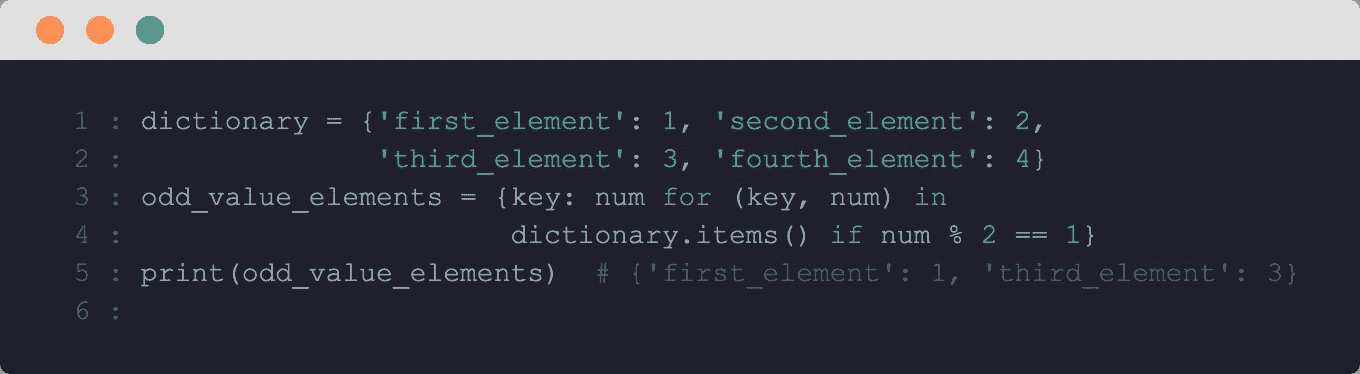 1 : dictionary = {'first_element': 1, 'second_element': 2,
2 :               'third_element': 3, 'fourth_element': 4}
3 : odd_value_elements = {key: num for (key, num) in
4 :                       dictionary.items() if num % 2 == 1}
5 : print(odd_value_elements)  # {'first_element': 1, 'third_element': 3}
6 :